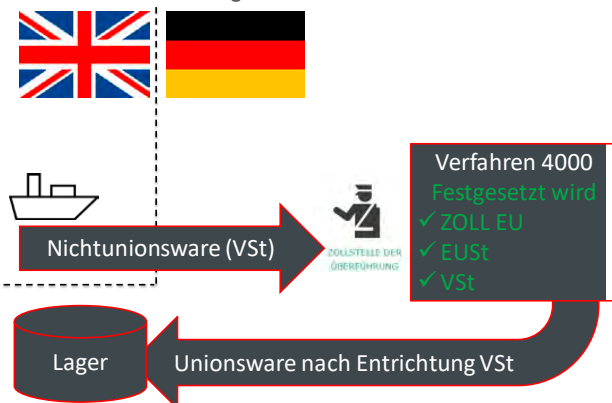 Verfahren 4000
Festgesetzt wird
✓ ZOLL EU
✓ EUSt
✓ VSt
Nichtunionsware (VSt)
ZOLLSTELLE DER
ÜBERFÜHRUNG
Lager
Unionsware nach Entrichtung VSt